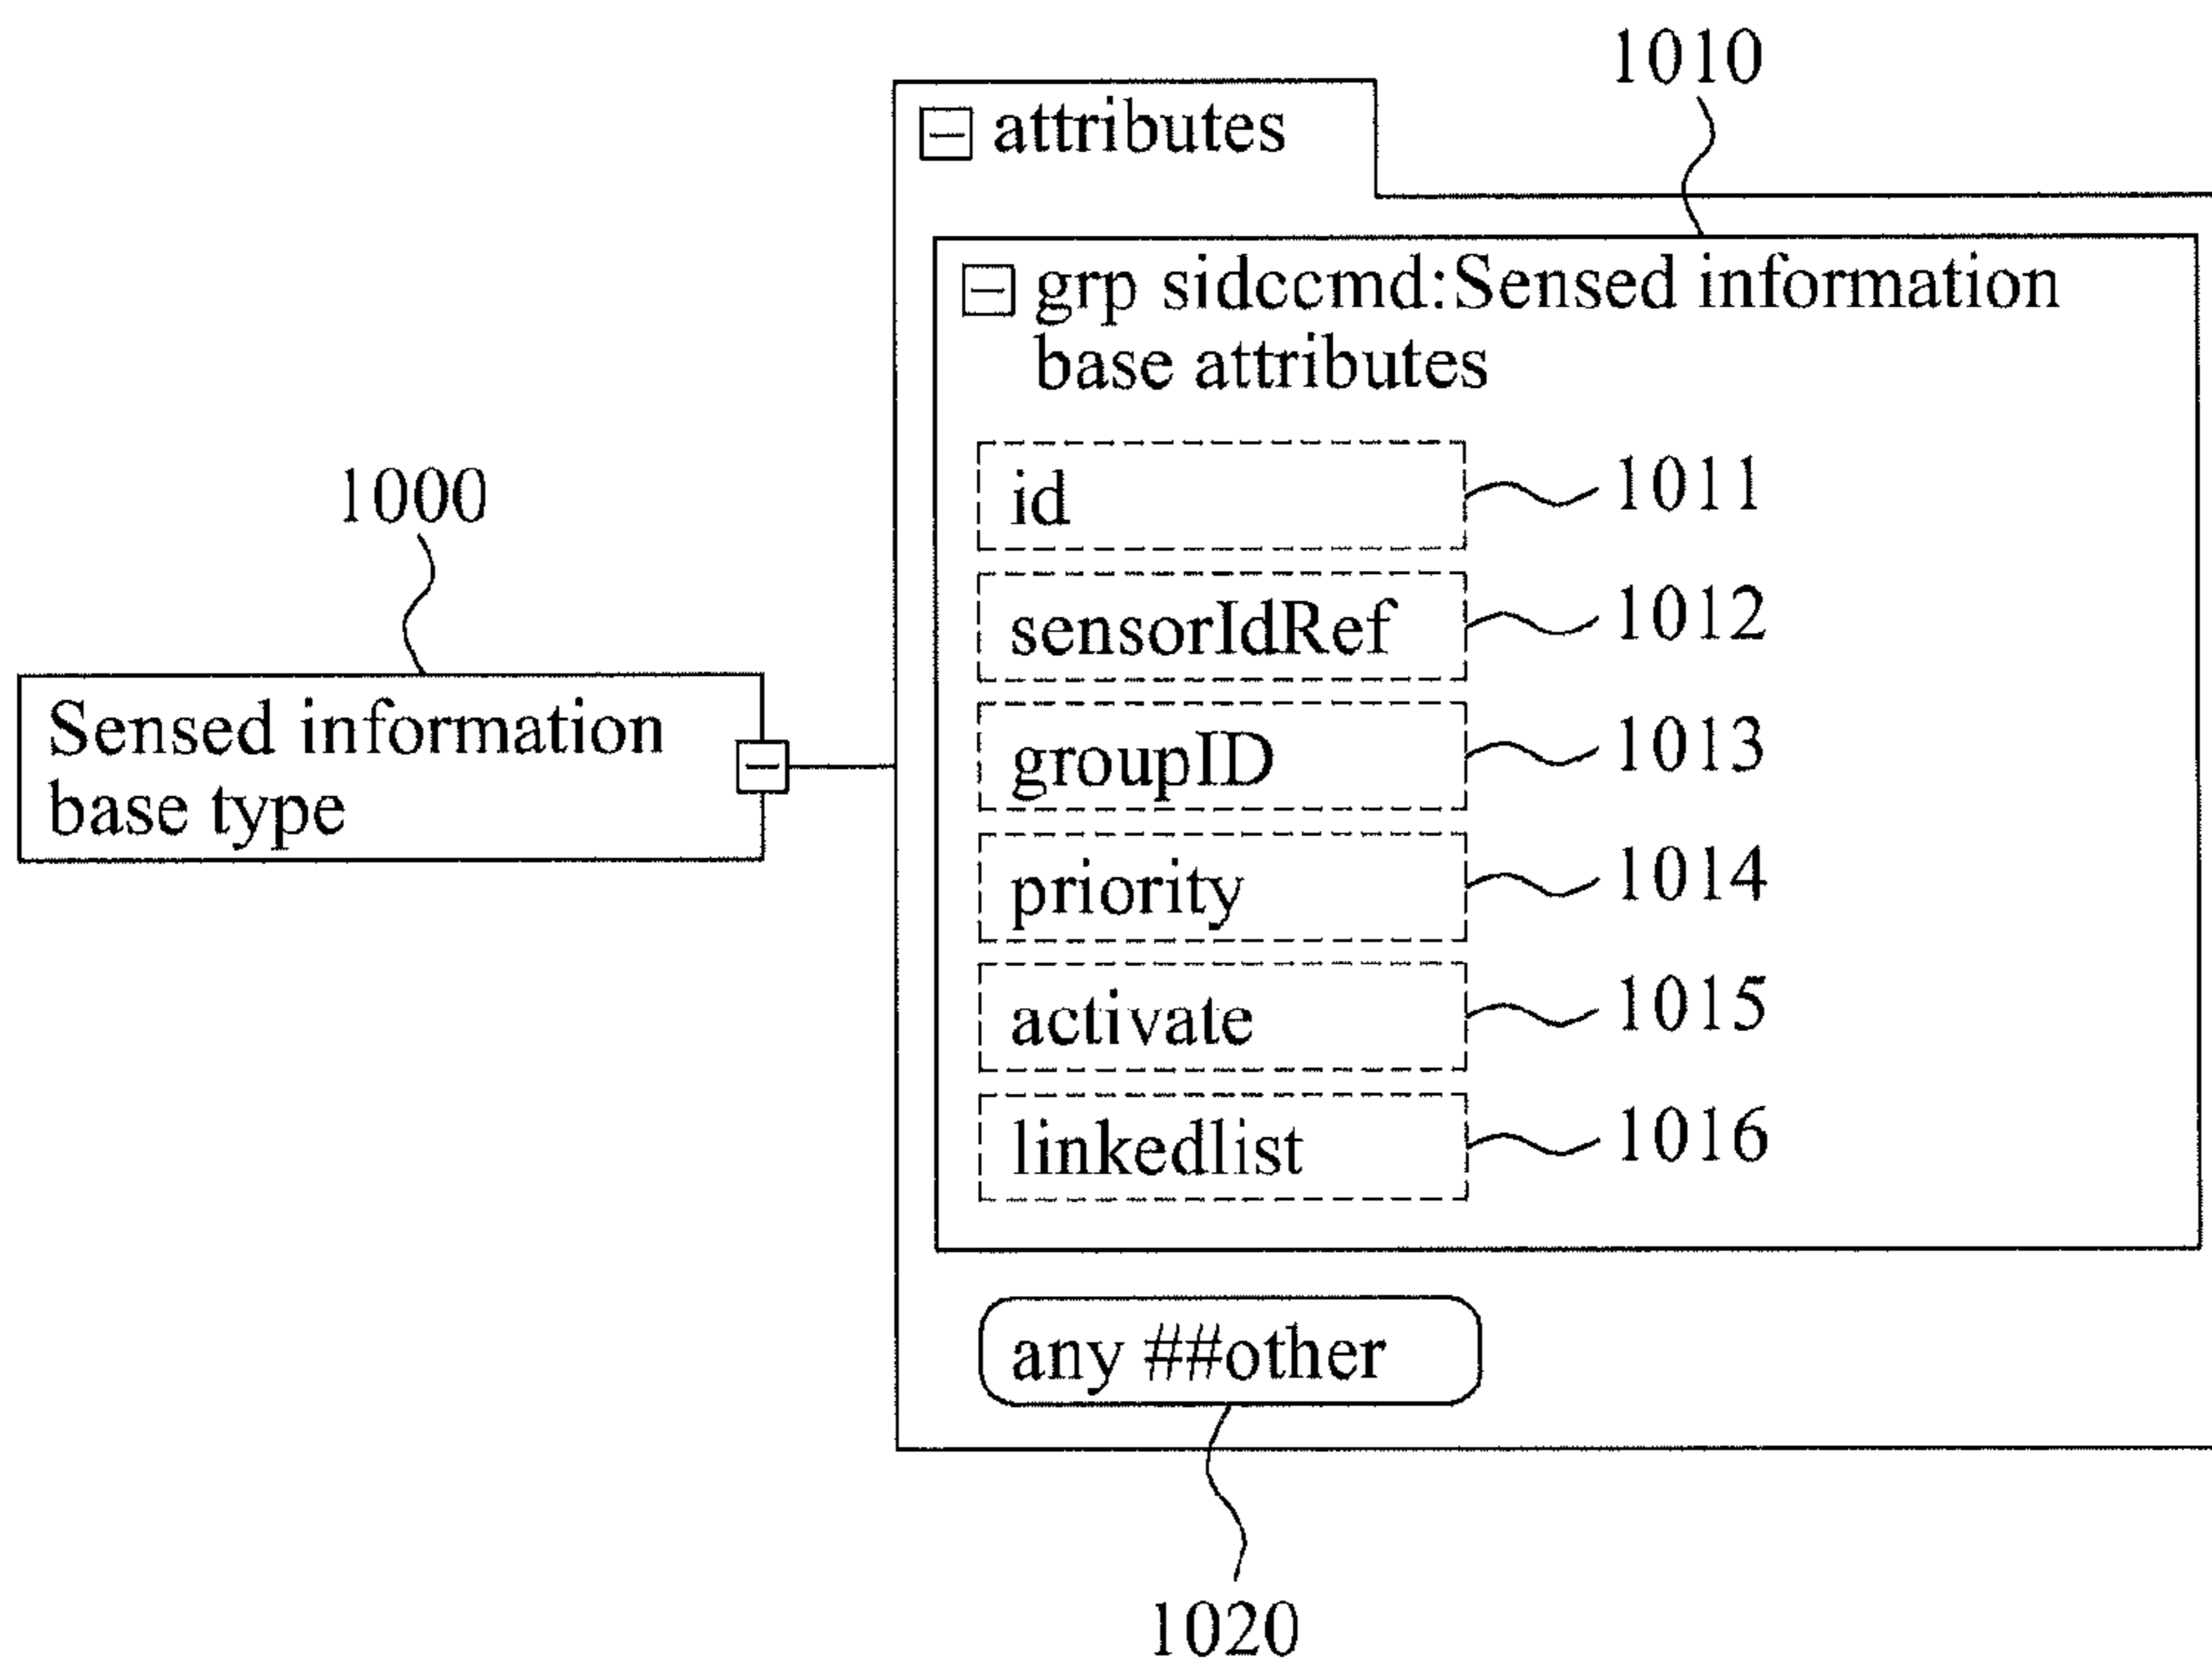 1010
attributes
grp sidccmd:Sensed information
base attributes
1000
Sensed information
base type
id 1011
sensorIdRef 1012
groupID 1013
priority 1014
activate 1015
linkedlist 1016
any ##other
1020